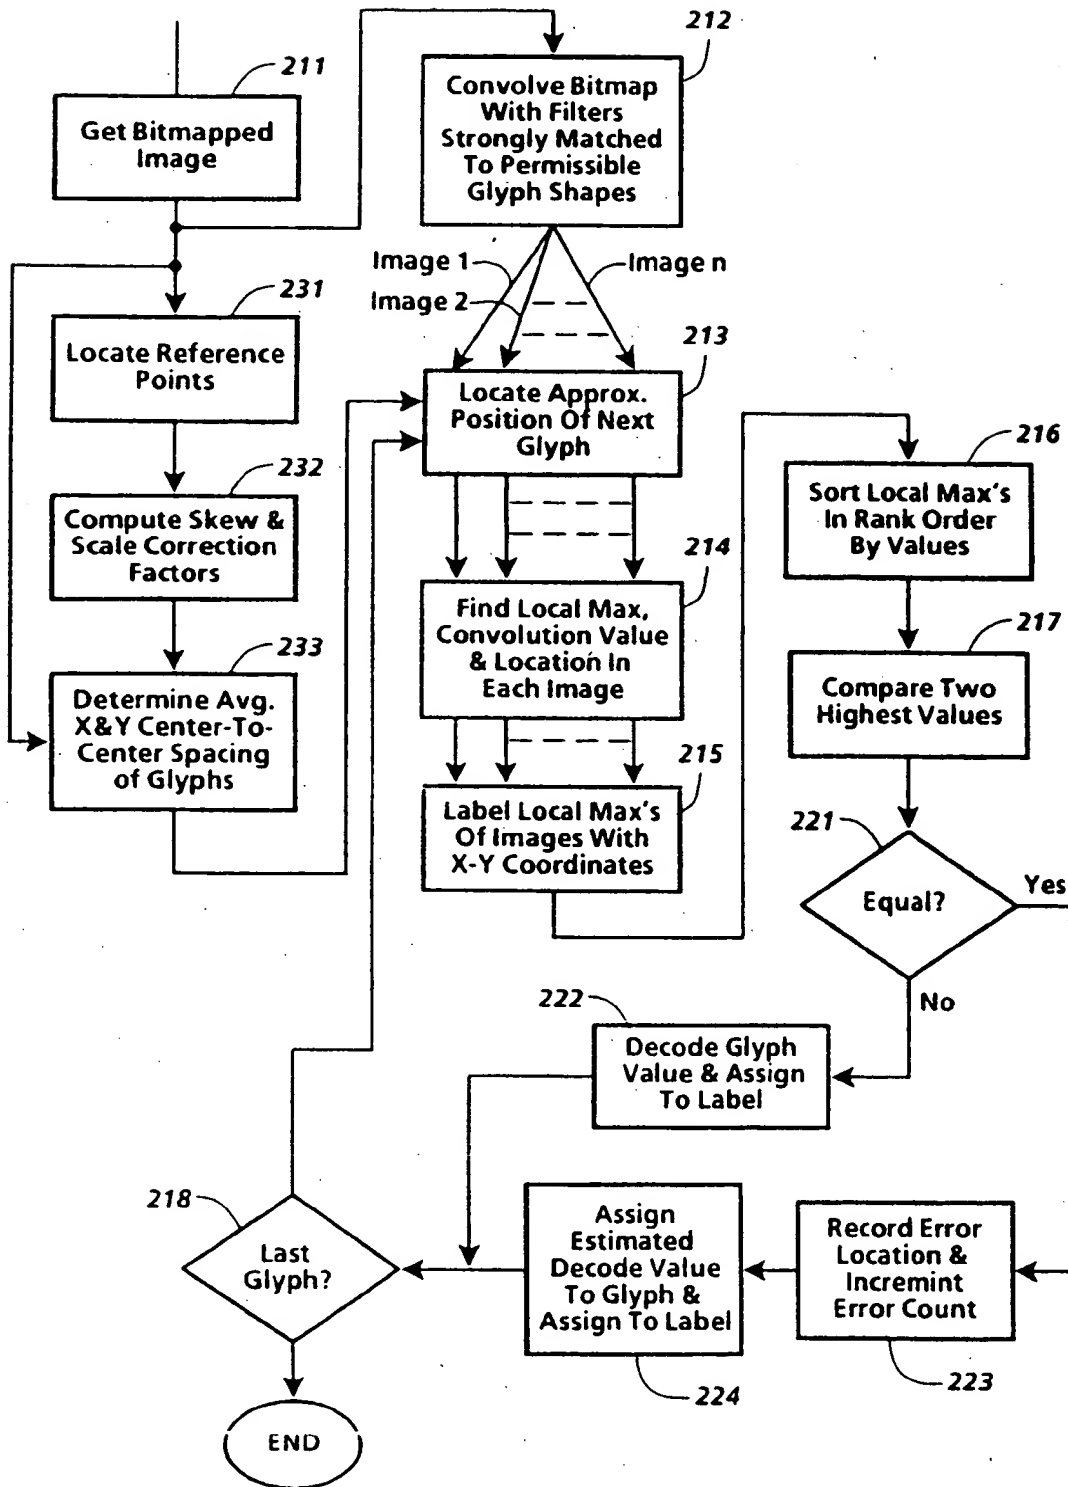 211
Get Bitmapped
Image
212
Convolve Bitmap
With Filters
Strongly Matched
To Permissible
Glyph Shapes
Image 1
Image 2
Image n
231
Locate Reference
Points
232
Compute Skew &
Scale Correction
Factors
233
Determine Avg.
X&Y Center-To-
Center Spacing
of Glyphs
213
Locate Approx.
Position Of Next
Glyph
214
Find Local Max,
Convolution Value
& Location In
Each Image
215
Label Local Max's
Of Images With
X-Y Coordinates
216
Sort Local Max's
In Rank Order
By Values
217
Compare Two
Highest Values
221
Equal?
Yes
No
222
Decode Glyph
Value & Assign
To Label
223
Record Error
Location &
Incremint
Error Count
224
Assign
Estimated
Decode Value
To Glyph &
Assign To Label
218
Last
Glyph?
END